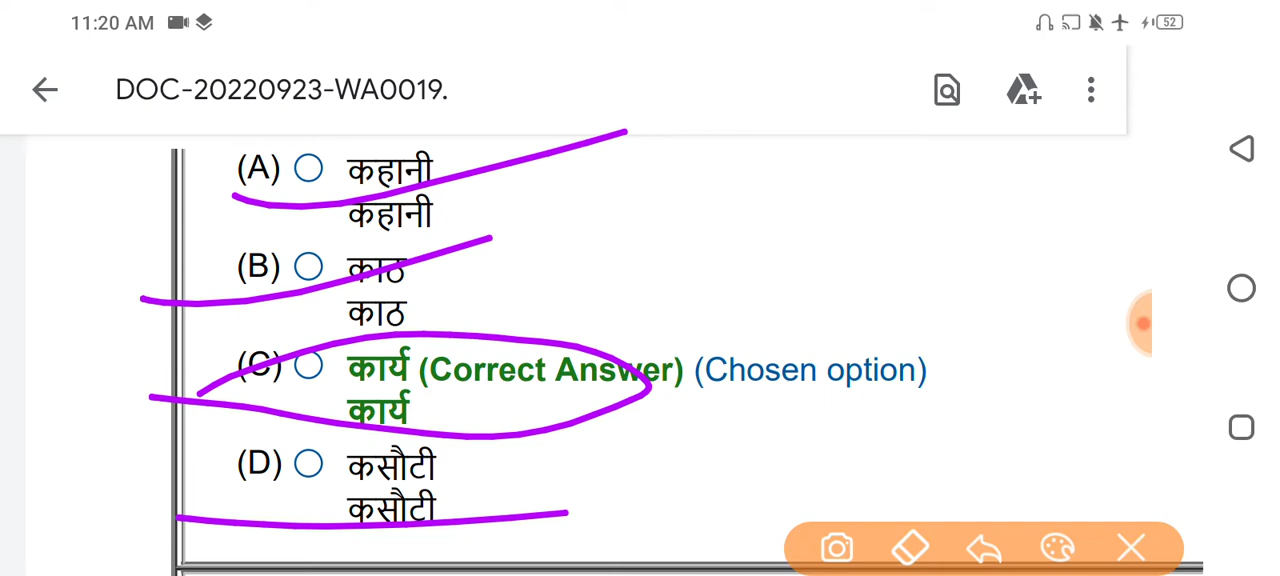 11:20 AM 52
DOC-20220923-WA0019.
(A) कहानी
कहानी
(B) काठ
काठ
(C) कार्य (Correct Answer) (Chosen option)
कार्य
(D) कसौटी
कसौटी